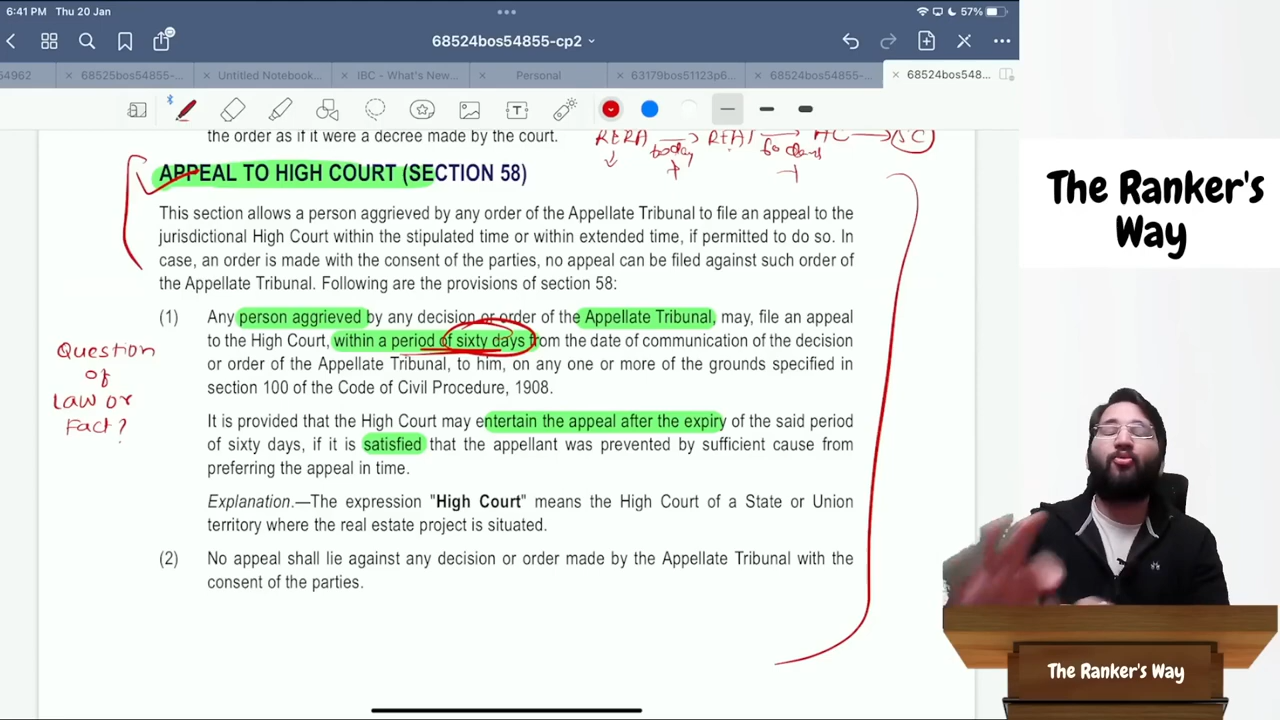 6:41 PM Thu 20 Jan
57%
68524bos54855-cp2
54962
68525bos54855-...
Untitled Notebook...
IBC - What's New...
Personal
63179bos51123p6...
68524bos54855-...
68524bos548...
the order as if it were a decree made by the court.
RERA REAT HC SC
60 days
APPEAL TO HIGH COURT (SECTION 58)
This section allows a person aggrieved by any order of the Appellate Tribunal to file an appeal to the
jurisdictional High Court within the stipulated time or within extended time, if permitted to do so. In
case, an order is made with the consent of the parties, no appeal can be filed against such order of
the Appellate Tribunal. Following are the provisions of section 58:
(1) Any person aggrieved by any decision or order of the Appellate Tribunal, may, file an appeal
to the High Court, within a period of sixty days from the date of communication of the decision
or order of the Appellate Tribunal, to him, on any one or more of the grounds specified in
section 100 of the Code of Civil Procedure, 1908.
Question
of
Law or
Fact?
It is provided that the High Court may entertain the appeal after the expiry of the said period
of sixty days, if it is satisfied that the appellant was prevented by sufficient cause from
preferring the appeal in time.
Explanation.—The expression "High Court" means the High Court of a State or Union
territory where the real estate project is situated.
(2) No appeal shall lie against any decision or order made by the Appellate Tribunal with the
consent of the parties.
The Ranker's
Way
The Ranker's Way